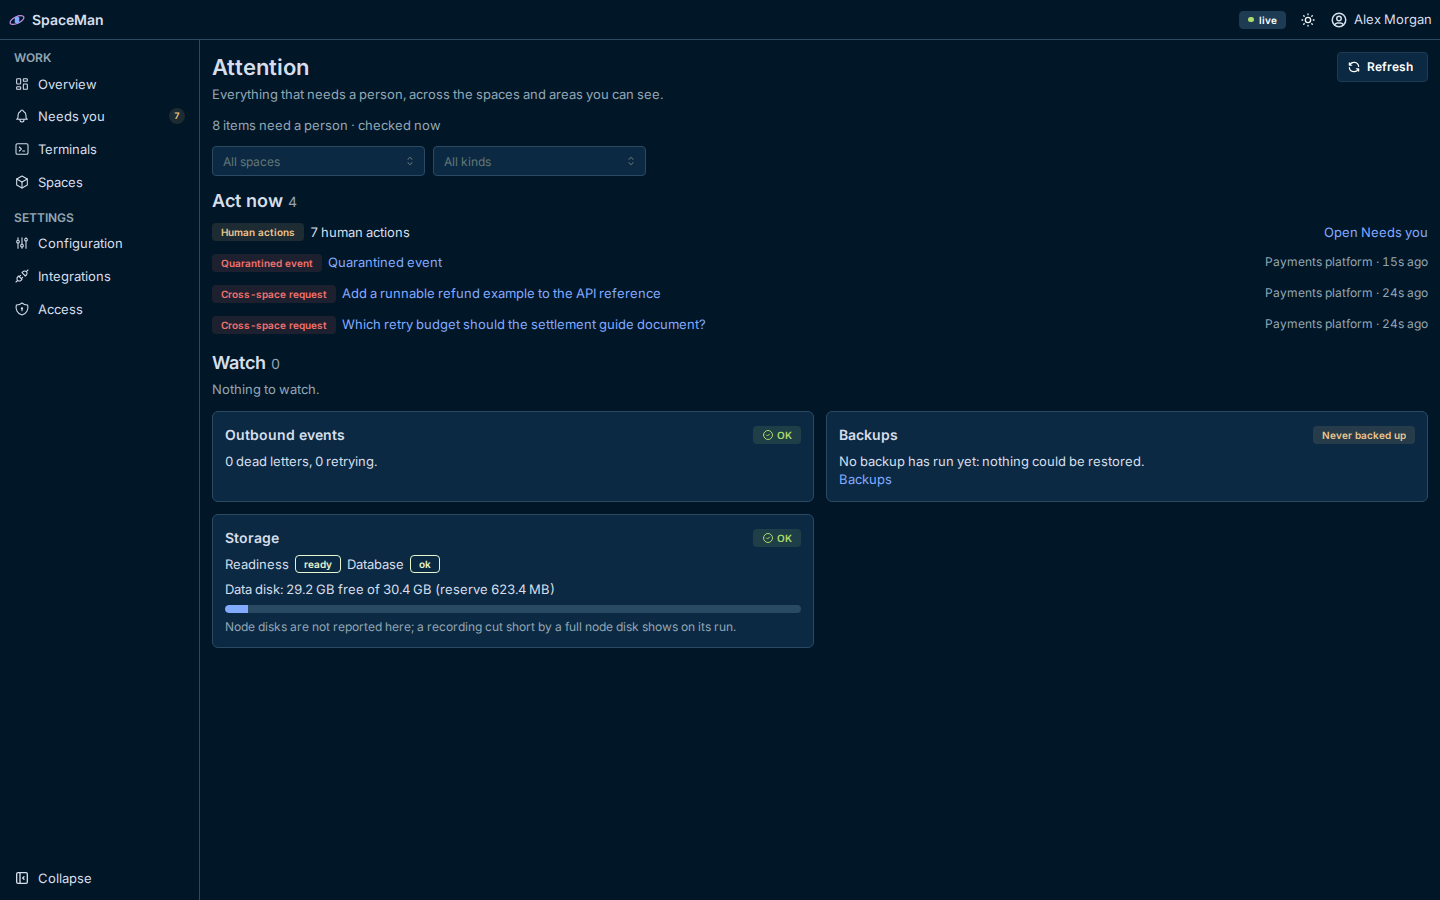 SpaceMan
live
Alex Morgan
WORK
Overview
Needs you 7
Terminals
Spaces
SETTINGS
Configuration
Integrations
Access
Collapse
Attention
Refresh
Everything that needs a person, across the spaces and areas you can see.
8 items need a person · checked now
All spaces
All kinds
Act now 4
Human actions 7 human actions Open Needs you
Quarantined event Quarantined event Payments platform · 15s ago
Cross-space request Add a runnable refund example to the API reference Payments platform · 24s ago
Cross-space request Which retry budget should the settlement guide document? Payments platform · 24s ago
Watch 0
Nothing to watch.
Outbound events OK
0 dead letters, 0 retrying.
Backups Never backed up
No backup has run yet: nothing could be restored.
Backups
Storage OK
Readiness ready Database ok
Data disk: 29.2 GB free of 30.4 GB (reserve 623.4 MB)
Node disks are not reported here; a recording cut short by a full node disk shows on its run.